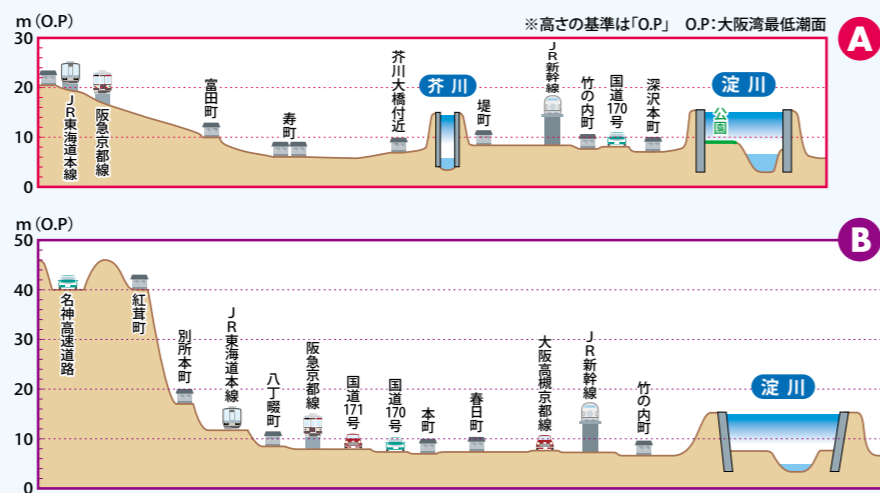 m(O.P)
※高さの基準は「O.P」 O.P:大阪湾最低潮面
A
30
20
10
0
JR東海道本線
阪急京都線
富田町
寿町
芥川大橋付近
芥川
堤町
JR新幹線
竹の内町
国道170号
深沢本町
淀川
公園
m(O.P)
B
50
40
30
20
10
0
名神高速道路
紅茸町
別所本町
JR東海道本線
八丁畷町
阪急京都線
国道171号
国道170号
本町
春日町
大阪高槻京都線
JR新幹線
竹の内町
淀川